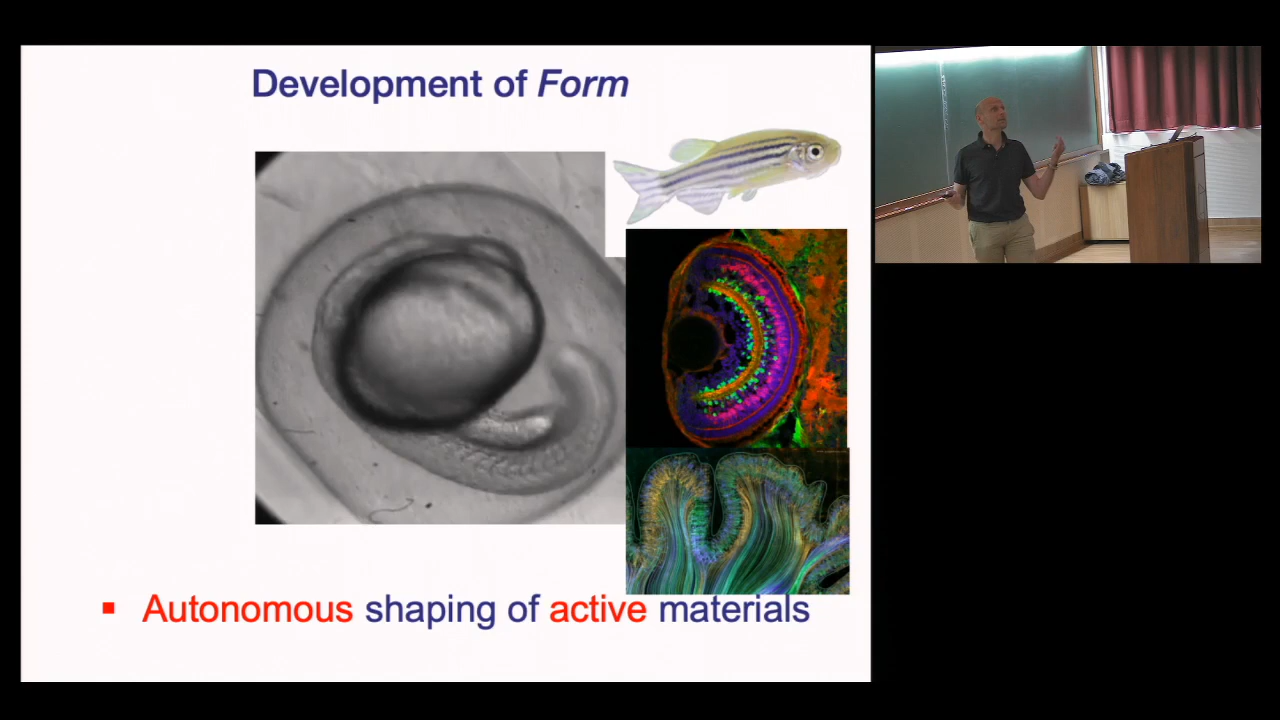 Development of Form
▪ Autonomous shaping of active materials